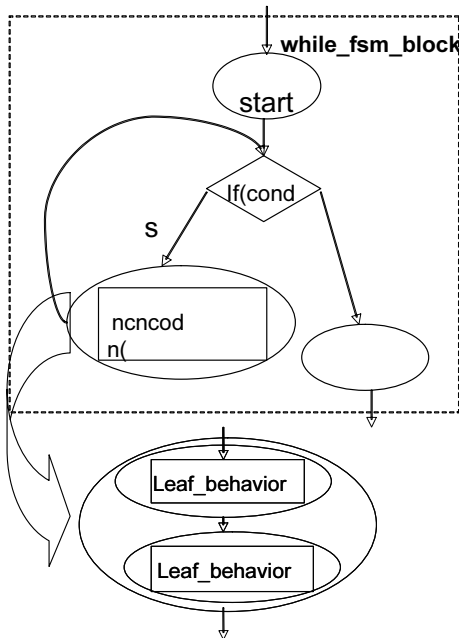 while_fsm_block
start
If(cond
s
ncncod
n(
Leaf_behavior
Leaf_behavior